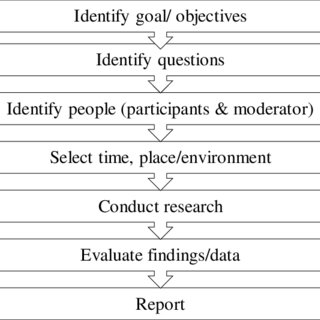 Identify goal/ objectives
Identify questions
Identify people (participants & moderator)
Select time, place/environment
Conduct research
Evaluate findings/data
Report